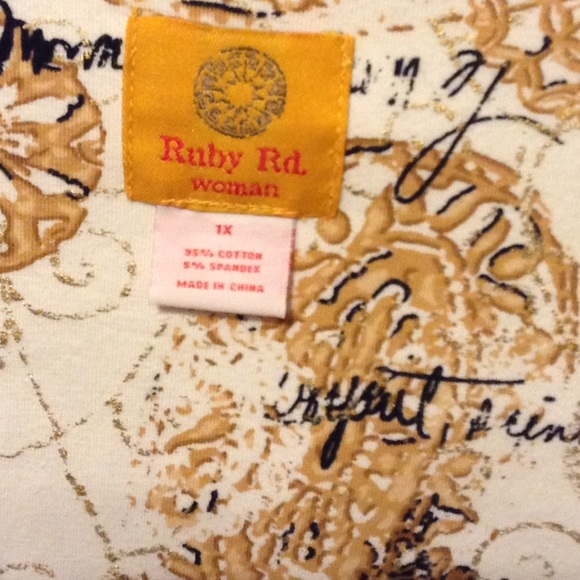 Ruby Rd.
woman
1X
95% COTTON
5% SPANDEX
MADE IN CHINA